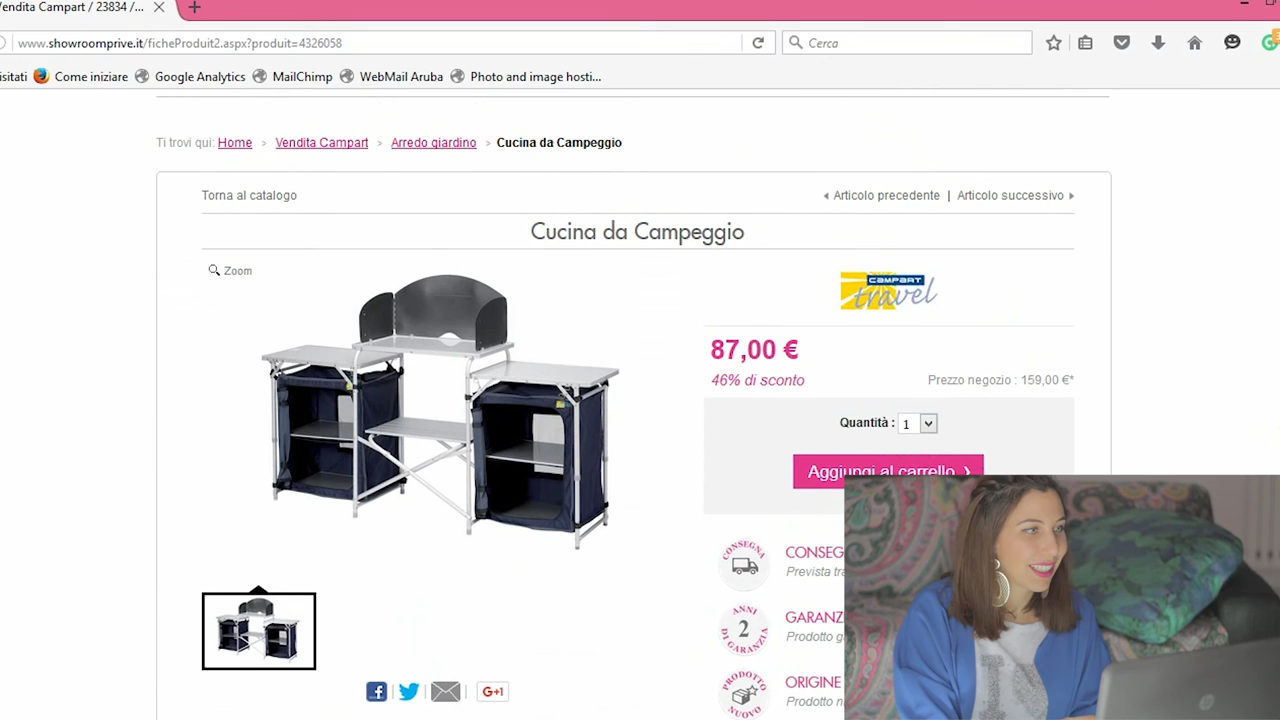 Vendita Campart / 23834 /...
www.showroomprive.it/ficheProduit2.aspx?produit=4326058
Cerca
isitati Come iniziare Google Analytics MailChimp WebMail Aruba Photo and image hosti...
Ti trovi qui: Home > Vendita Campart > Arredo giardino > Cucina da Campeggio
Torna al catalogo
Articolo precedente | Articolo successivo
Cucina da Campeggio
Zoom
CAMPART
travel
87,00 €
46% di sconto
Prezzo negozio : 159,00 €*
Quantità : 1
Aggiungi al carrello
CONSEGNA
CONSEG
Prevista tra
ANNI
2
DI GARANZIA
GARANZ
Prodotto ga
PRODOTTO
NUOVO
ORIGINE
Prodotto n
G+1